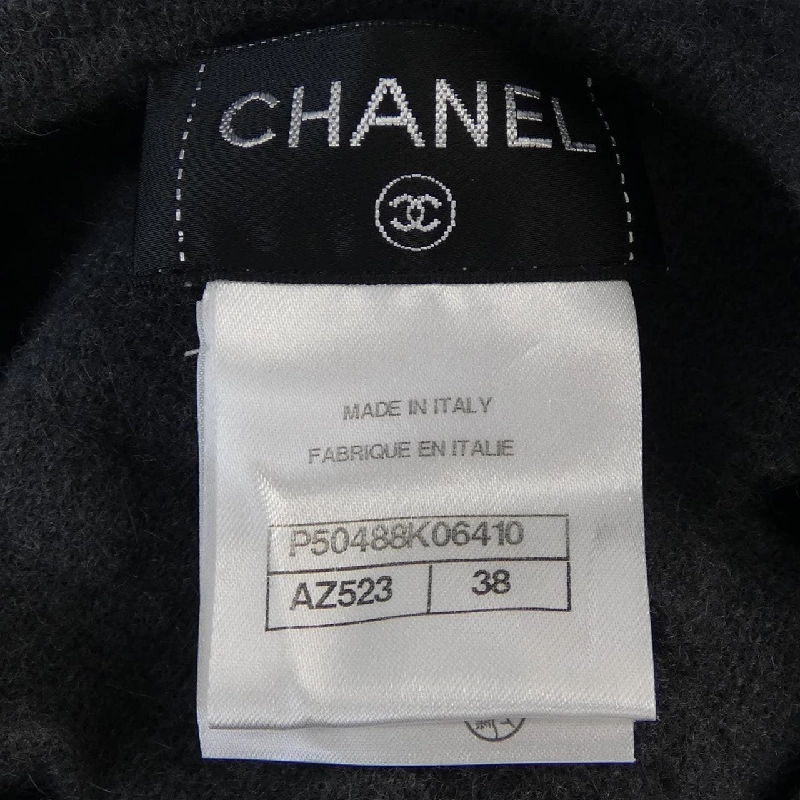 CHANEL
MADE IN ITALY
FABRIQUE EN ITALIE
P50488K06410
AZ523 38